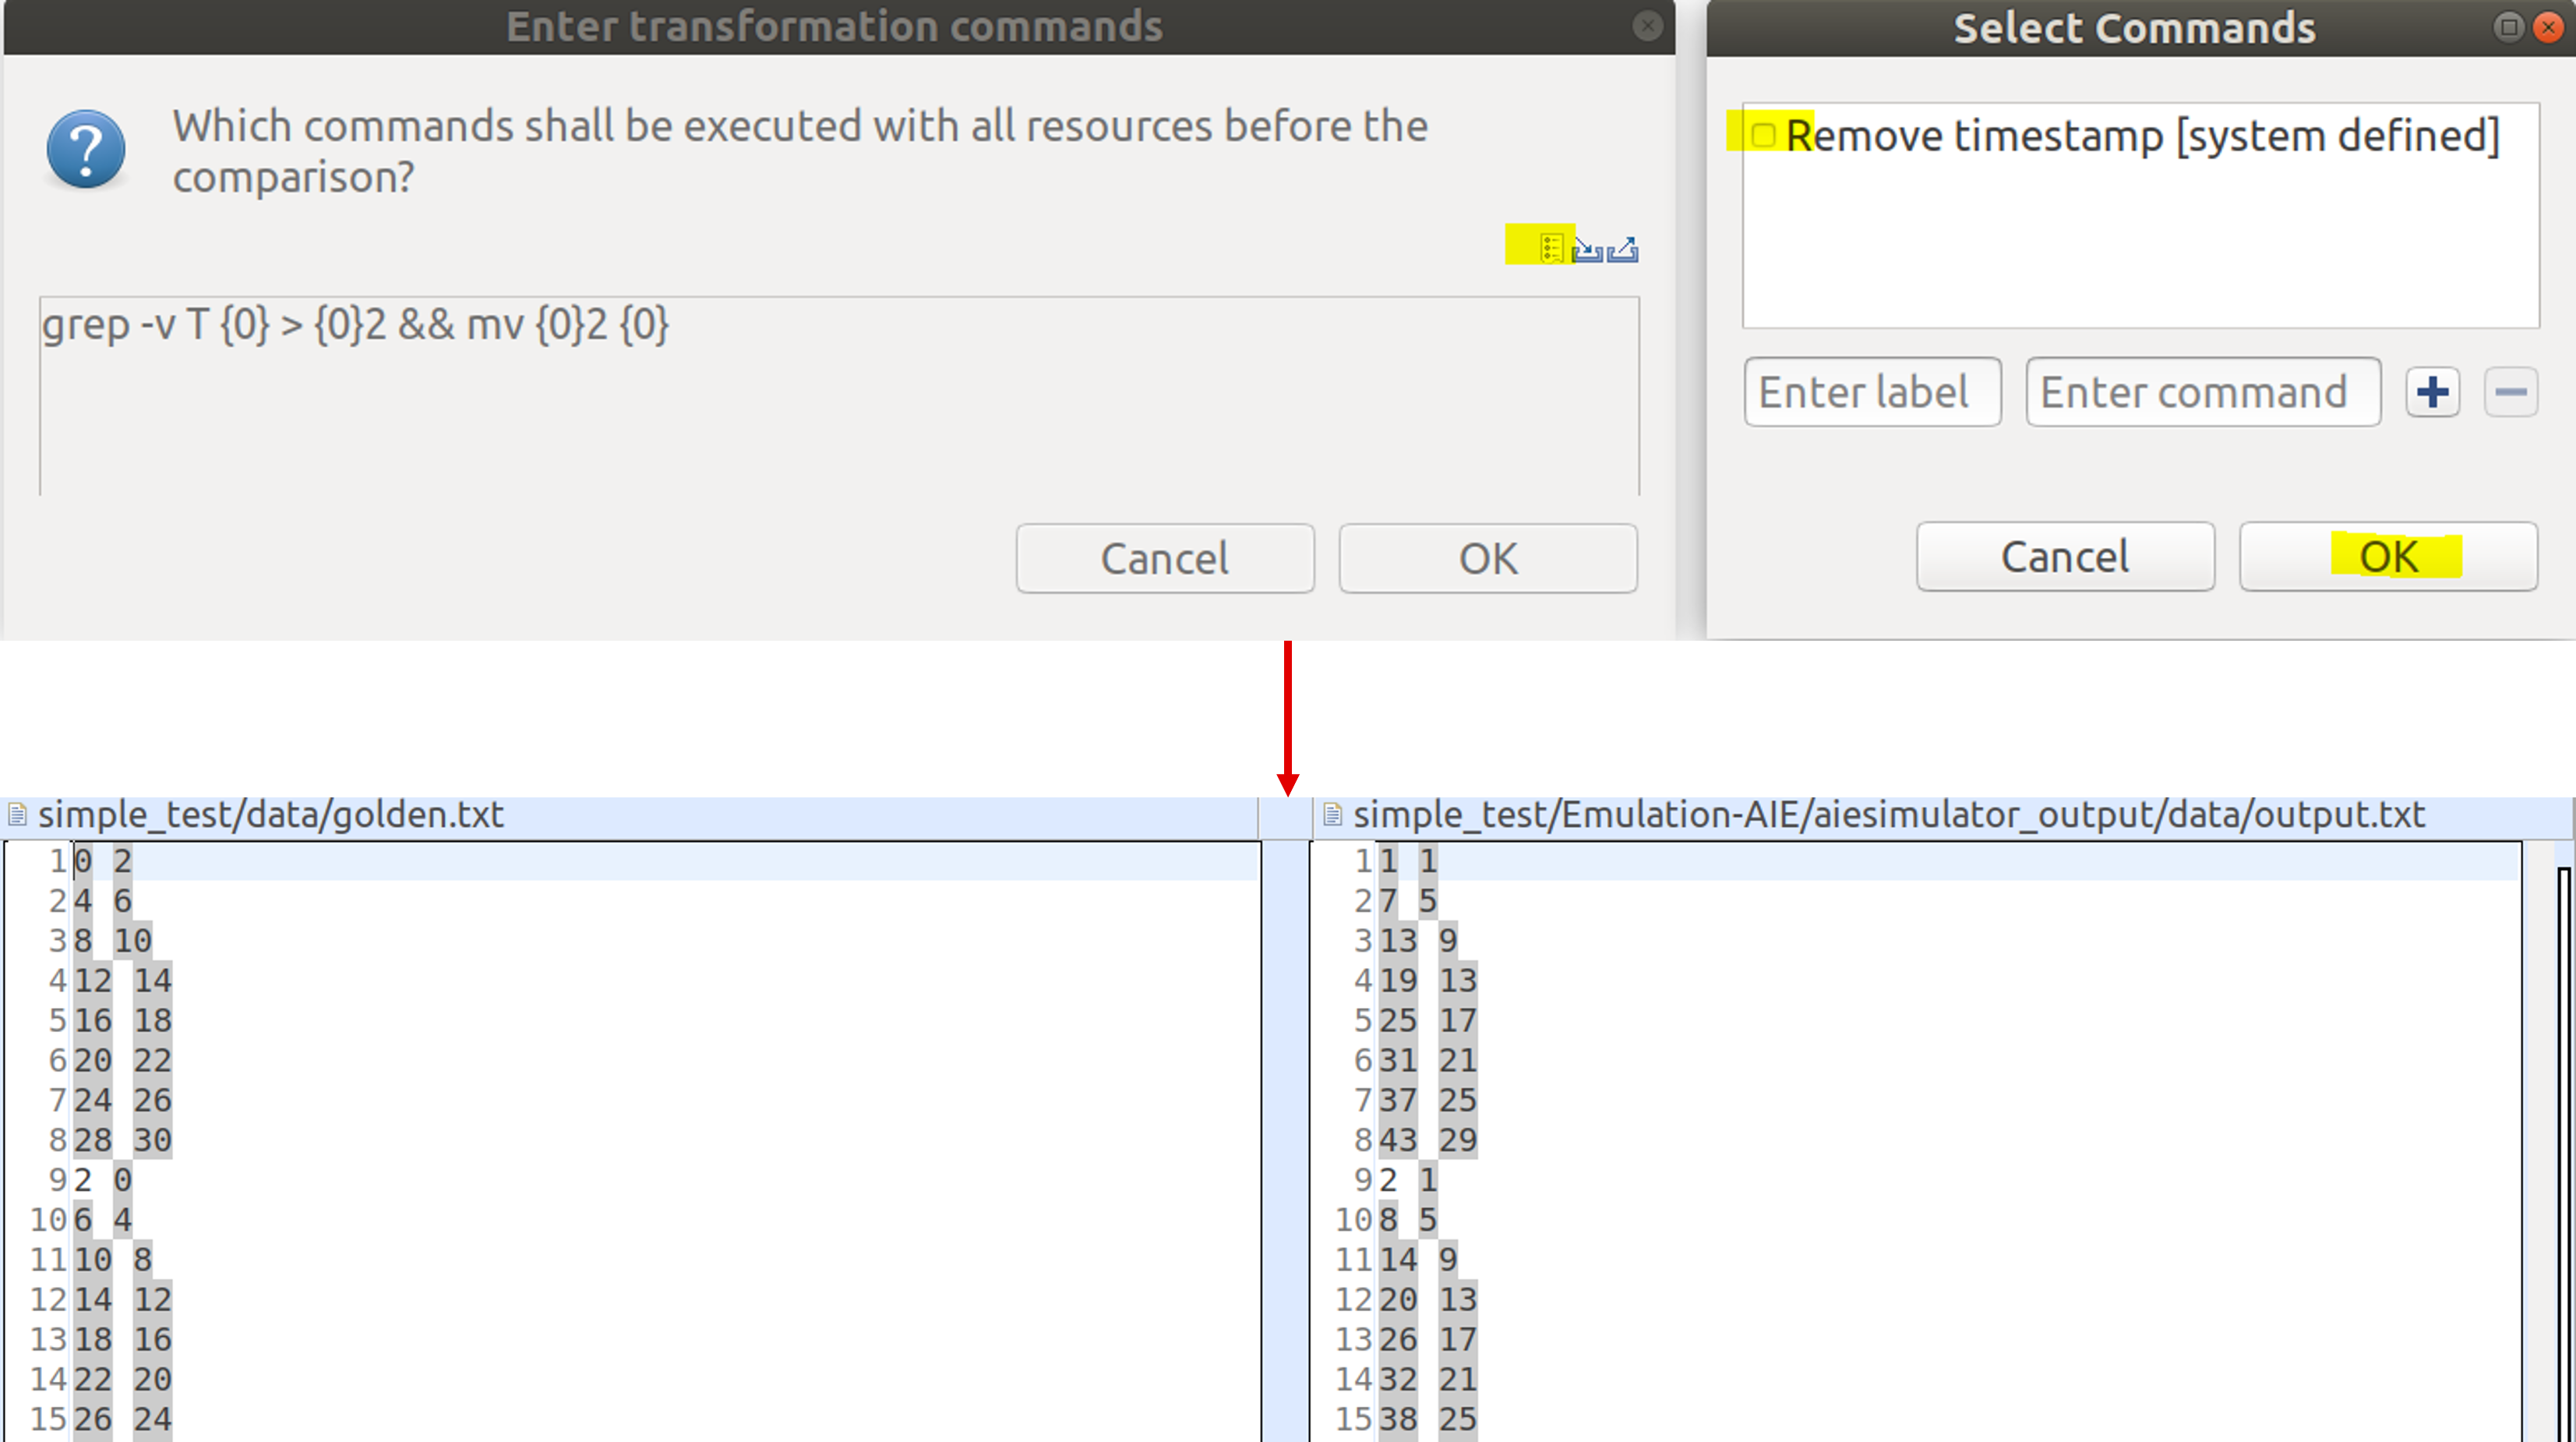 Enter transformation commands
Which commands shall be executed with all resources before the
comparison?
grep -v T {0} > {0}2 && mv {0}2 {0}
Cancel OK
Select Commands
Remove timestamp [system defined]
Enter label Enter command
Cancel OK
simple_test/data/golden.txt
1 0 2
2 4 6
3 8 10
4 12 14
5 16 18
6 20 22
7 24 26
8 28 30
9 2 0
10 6 4
11 10 8
12 14 12
13 18 16
14 22 20
15 26 24
simple_test/Emulation-AIE/aiesimulator_output/data/output.txt
1 1 1
2 7 5
3 13 9
4 19 13
5 25 17
6 31 21
7 37 25
8 43 29
9 2 1
10 8 5
11 14 9
12 20 13
13 26 17
14 32 21
15 38 25